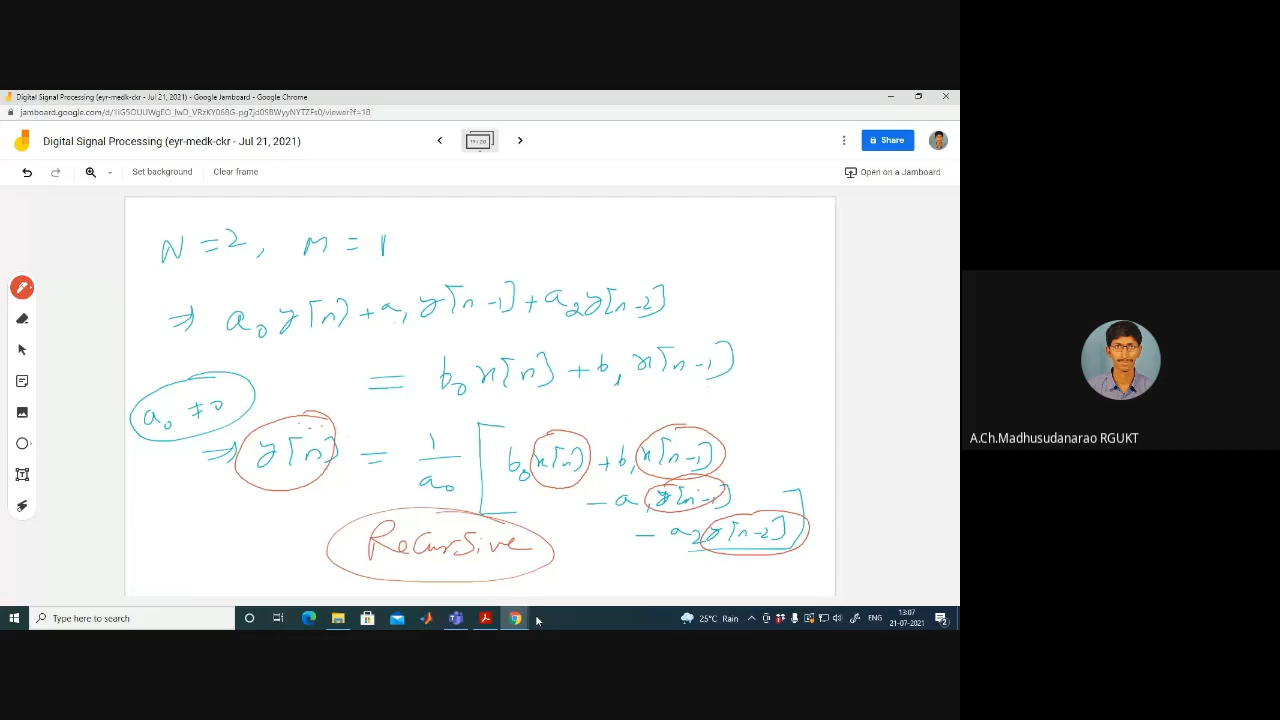 Digital Signal Processing (eyr-medk-ckr - Jul 21, 2021) - Google Jamboard - Google Chrome
Digital Signal Processing (eyr-medk-ckr - Jul 21, 2021)
19 / 20
Share
Set background
Clear frame
Open on a Jamboard
N = 2, M = 1
⇒ a₀ y[n] + a₁ y[n-1] + a₂ y[n-2]
= b₀ x[n] + b₁ x[n-1]
a₀ ≠ 0
⇒ y[n] = 1/a₀ [ b₀ x[n] + b₁ x[n-1]
- a₁ y[n-1]
- a₂ y[n-2] ]
Recursive
A.Ch.Madhusudanarao RGUKT
Type here to search
25°C Rain
ENG
13:07
21-07-2021
2